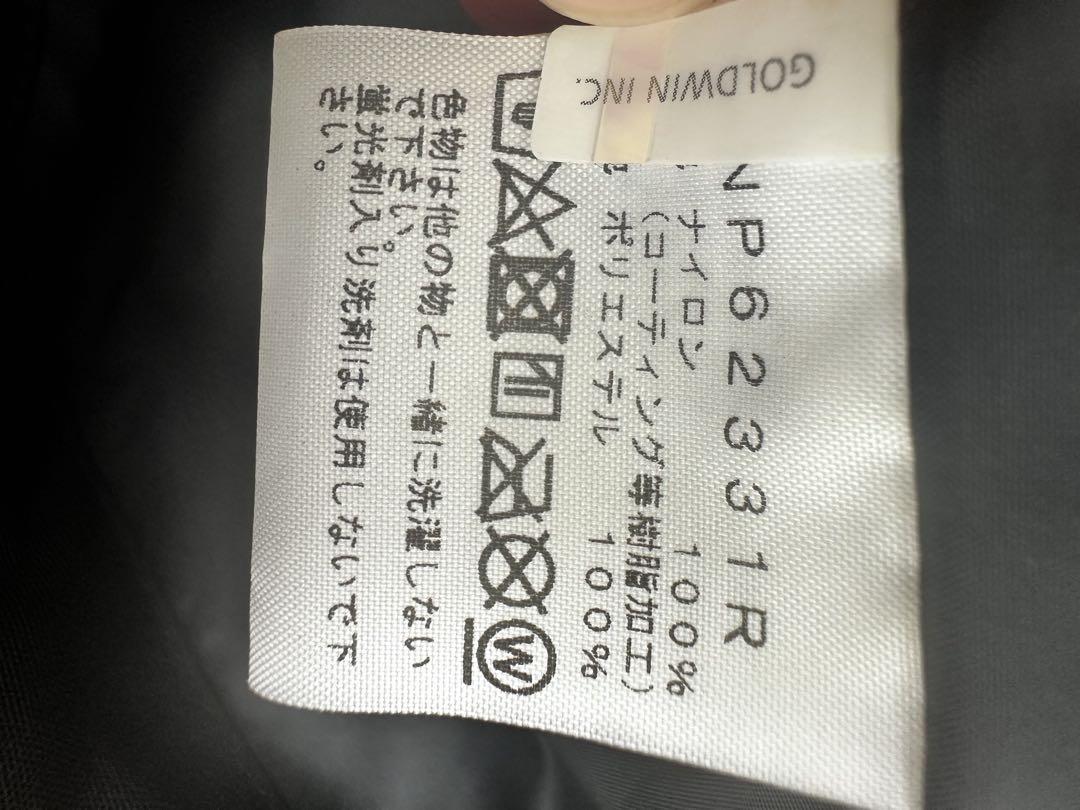 GOLDWIN INC.
NP62331R
ナイロン 100%
(コーティング等樹脂加工)
ポリエステル 100%
W
色物は他の物と一緒に洗濯しない
で下さい。
蛍光剤入り洗剤は使用しないで下
さい。